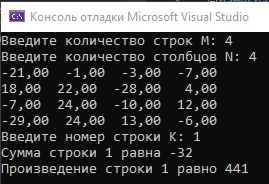 Консоль отладки Microsoft Visual Studio
Введите количество строк M: 4
Введите количество столбцов N: 4
-21,00 -1,00 -3,00 -7,00
18,00 22,00 -28,00 4,00
-7,00 24,00 -10,00 12,00
-29,00 24,00 13,00 -6,00
Введите номер строки K: 1
Сумма строки 1 равна -32
Произведение строки 1 равно 441